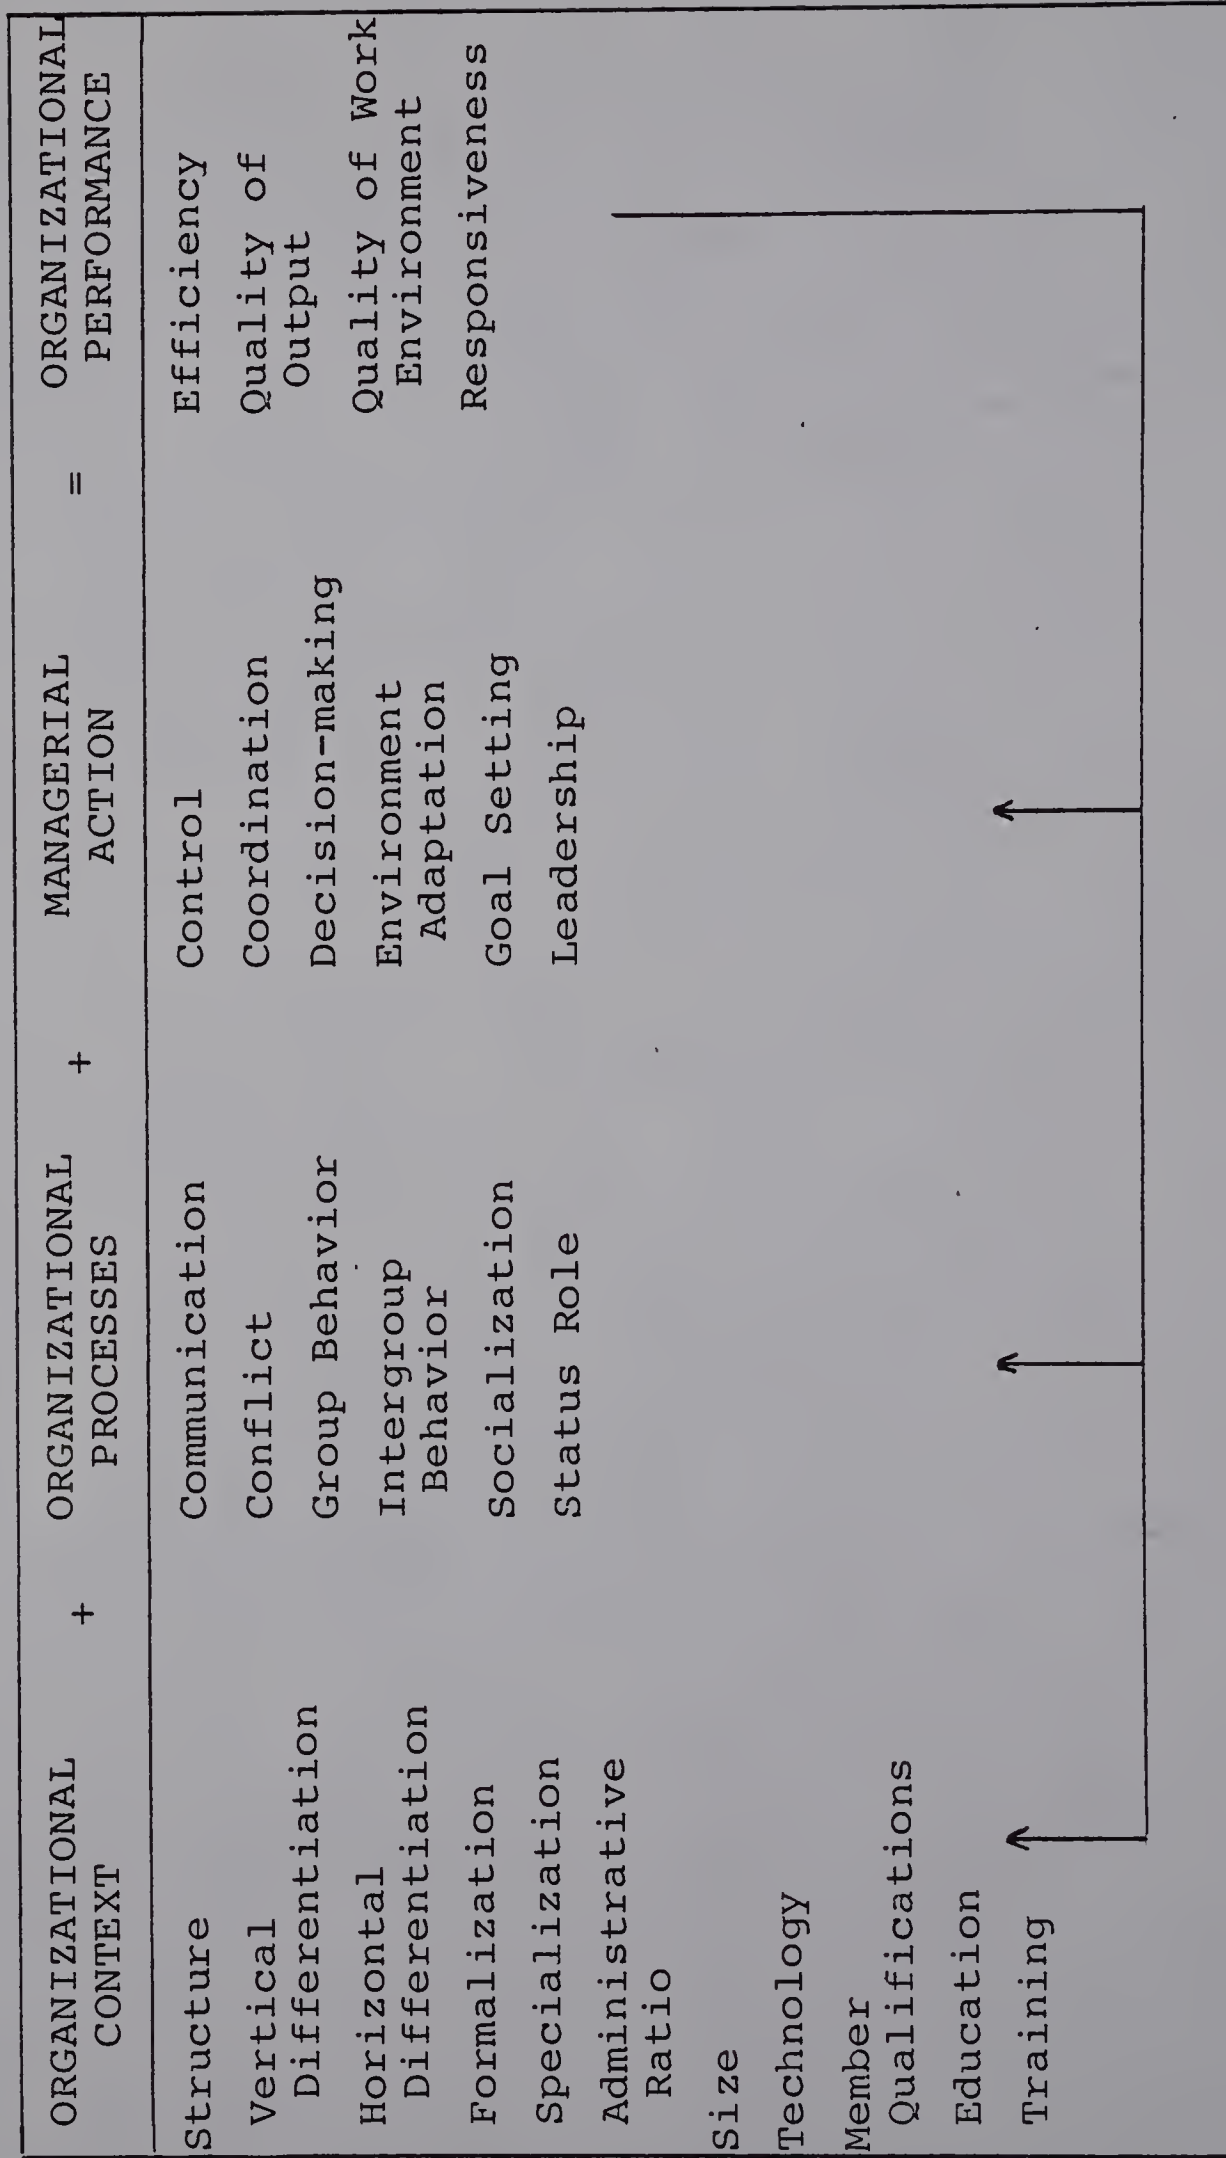 ORGANIZATIONAL CONTEXT + ORGANIZATIONAL PROCESSES + MANAGERIAL ACTION = ORGANIZATIONAL PERFORMANCE
Structure
Vertical
Differentiation
Horizontal
Differentiation
Formalization
Specialization
Administrative
Ratio
Size
Technology
Member
Qualifications
Education
Training
Communication
Conflict
Group Behavior
Intergroup
Behavior
Socialization
Status Role
Control
Coordination
Decision-making
Environment
Adaptation
Goal Setting
Leadership
Efficiency
Quality of
Output
Quality of Work
Environment
Responsiveness